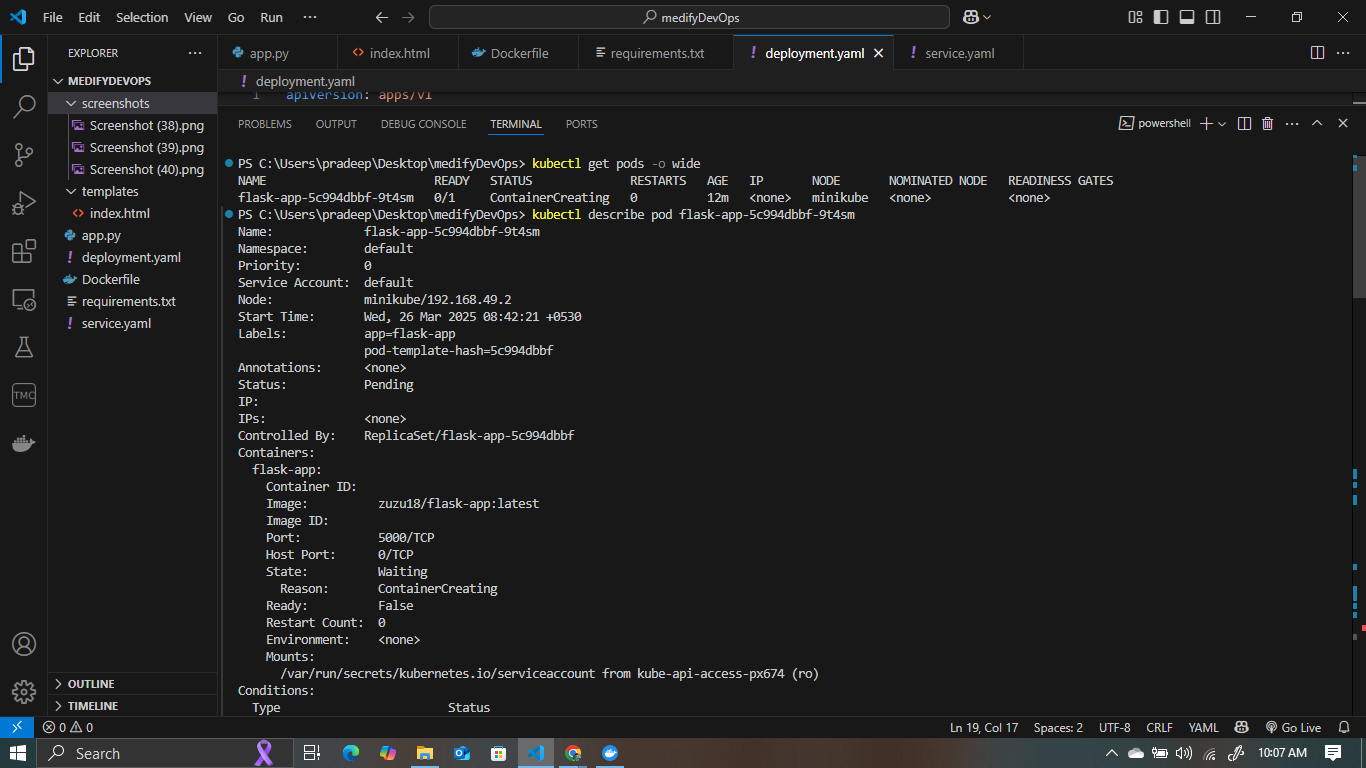 File Edit Selection View Go Run ··· medifyDevOps
EXPLORER ···
MEDIFYDEVOPS
screenshots
Screenshot (38).png
Screenshot (39).png
Screenshot (40).png
templates
index.html
app.py
deployment.yaml
Dockerfile
requirements.txt
service.yaml
OUTLINE
TIMELINE
TMC
app.py index.html Dockerfile requirements.txt deployment.yaml service.yaml
deployment.yaml
1 apiVersion: apps/v1
PROBLEMS OUTPUT DEBUG CONSOLE TERMINAL PORTS powershell
PS C:\Users\pradeep\Desktop\medifyDevOps> kubectl get pods -o wide
NAME READY STATUS RESTARTS AGE IP NODE NOMINATED NODE READINESS GATES
flask-app-5c994dbbf-9t4sm 0/1 ContainerCreating 0 12m <none> minikube <none> <none>
PS C:\Users\pradeep\Desktop\medifyDevOps> kubectl describe pod flask-app-5c994dbbf-9t4sm
Name: flask-app-5c994dbbf-9t4sm
Namespace: default
Priority: 0
Service Account: default
Node: minikube/192.168.49.2
Start Time: Wed, 26 Mar 2025 08:42:21 +0530
Labels: app=flask-app
pod-template-hash=5c994dbbf
Annotations: <none>
Status: Pending
IP:
IPs: <none>
Controlled By: ReplicaSet/flask-app-5c994dbbf
Containers:
flask-app:
Container ID:
Image: zuzu18/flask-app:latest
Image ID:
Port: 5000/TCP
Host Port: 0/TCP
State: Waiting
Reason: ContainerCreating
Ready: False
Restart Count: 0
Environment: <none>
Mounts:
/var/run/secrets/kubernetes.io/serviceaccount from kube-api-access-px674 (ro)
Conditions:
Type Status
0 0 Ln 19, Col 17 Spaces: 2 UTF-8 CRLF YAML Go Live
Search 10:07 AM